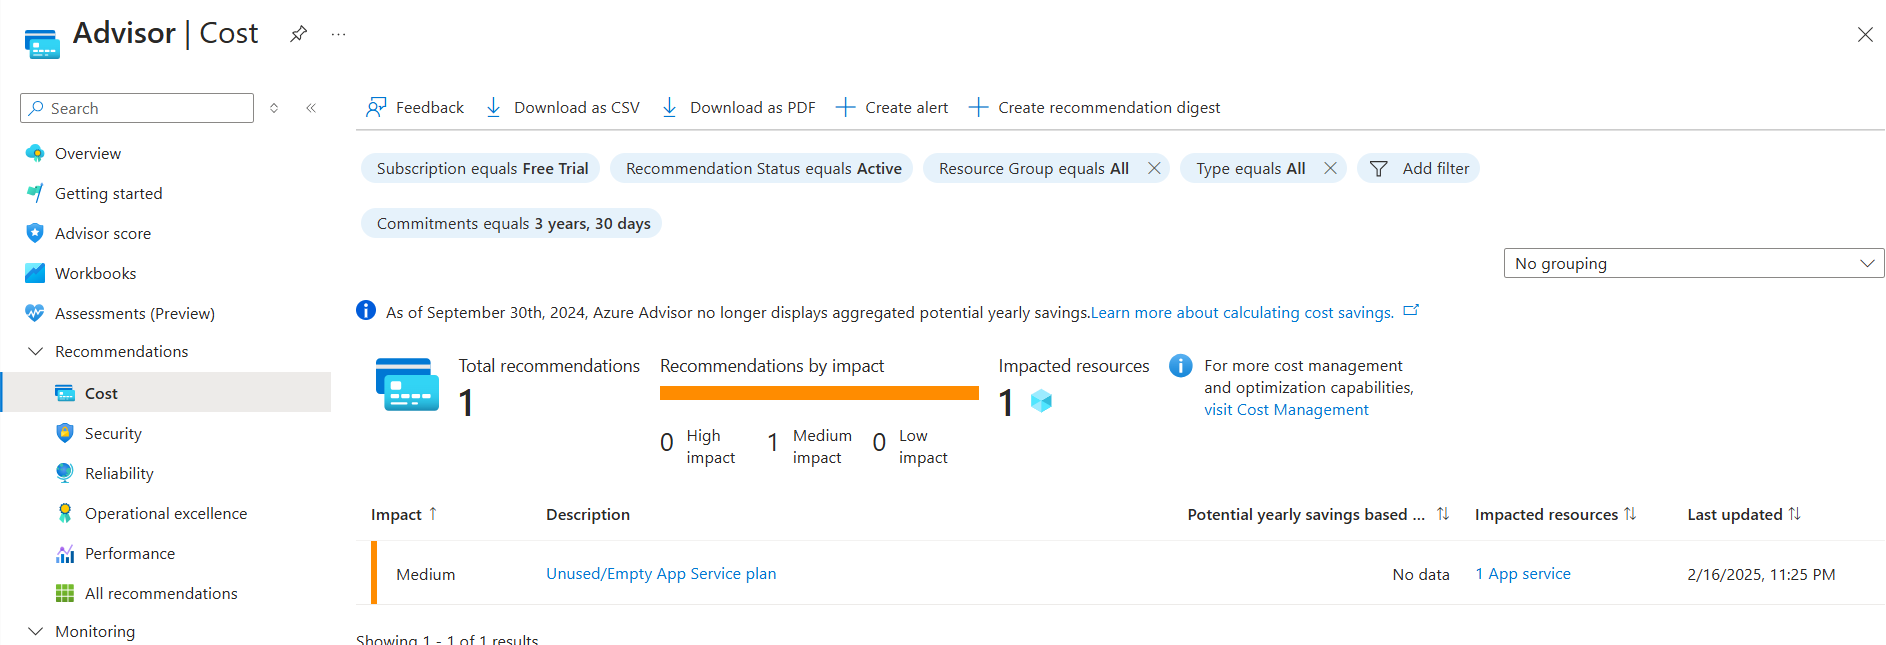 Advisor | Cost
Search
Overview
Getting started
Advisor score
Workbooks
Assessments (Preview)
Recommendations
Cost
Security
Reliability
Operational excellence
Performance
All recommendations
Monitoring
Feedback
Download as CSV
Download as PDF
Create alert
Create recommendation digest
Subscription equals Free Trial
Recommendation Status equals Active
Resource Group equals All
Type equals All
Add filter
Commitments equals 3 years, 30 days
No grouping
As of September 30th, 2024, Azure Advisor no longer displays aggregated potential yearly savings.Learn more about calculating cost savings.
Total recommendations
1
Recommendations by impact
0 High impact
1 Medium impact
0 Low impact
Impacted resources
1
For more cost management
and optimization capabilities,
visit Cost Management
Impact Description Potential yearly savings based ... Impacted resources Last updated
Medium Unused/Empty App Service plan No data 1 App service 2/16/2025, 11:25 PM
Showing 1 - 1 of 1 results